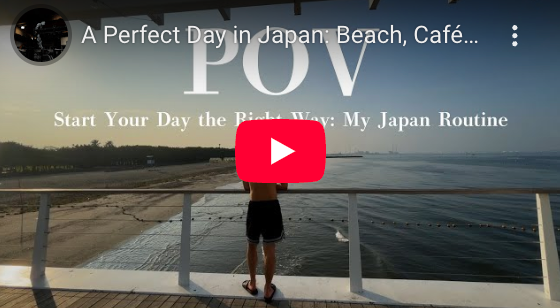 A Perfect Day in Japan: Beach, Café...
POV
Start Your Day the Right Way: My Japan Routine